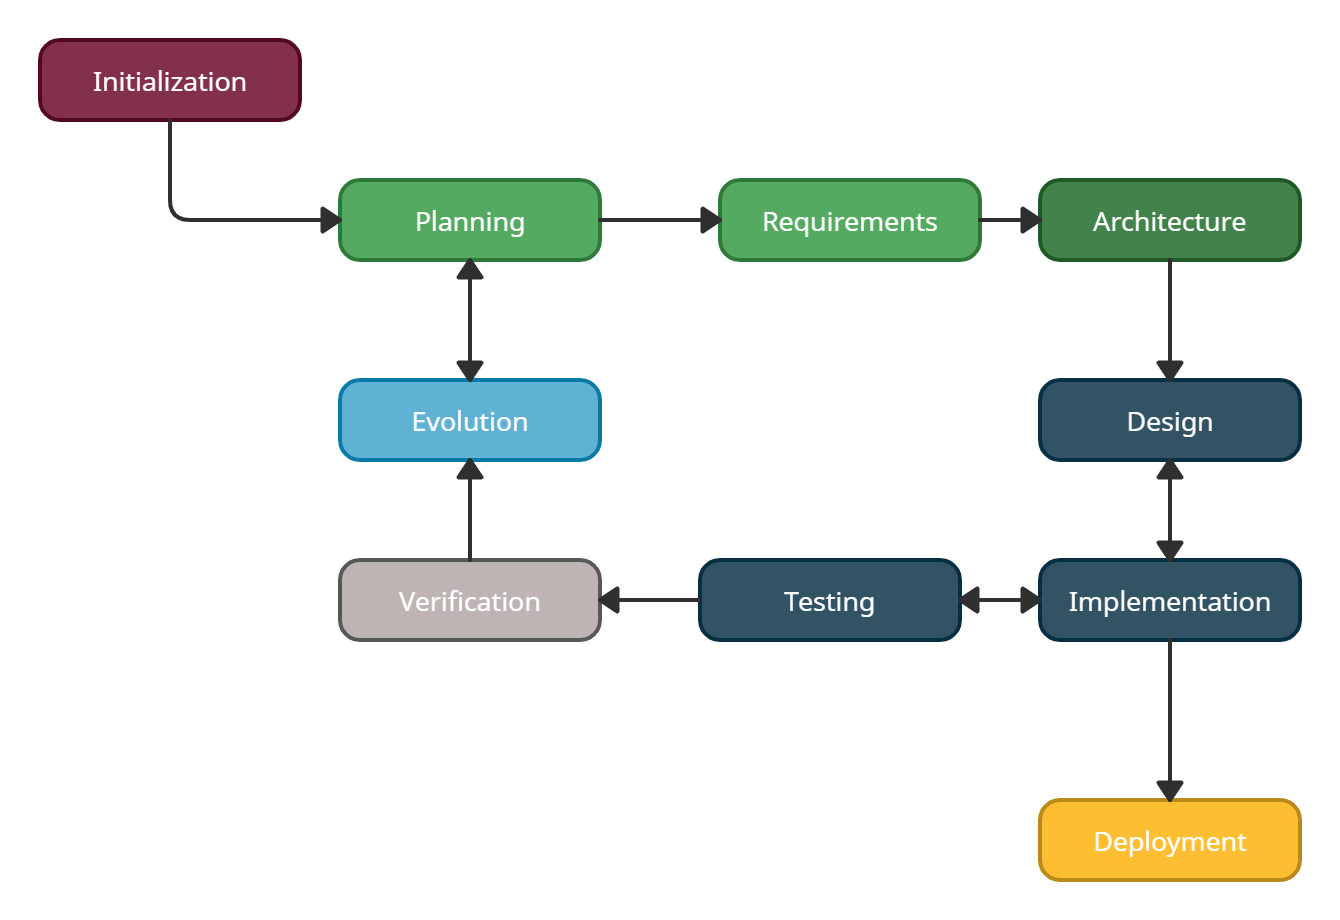 Initialization
Planning
Requirements
Architecture
Evolution
Design
Verification
Testing
Implementation
Deployment